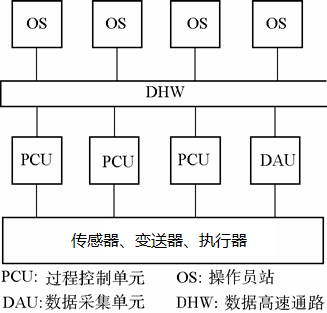 OS OS OS OS
DHW
PCU PCU PCU DAU
传感器、变送器、执行器
PCU: 过程控制单元 OS: 操作员站
DAU: 数据采集单元 DHW: 数据高速通路